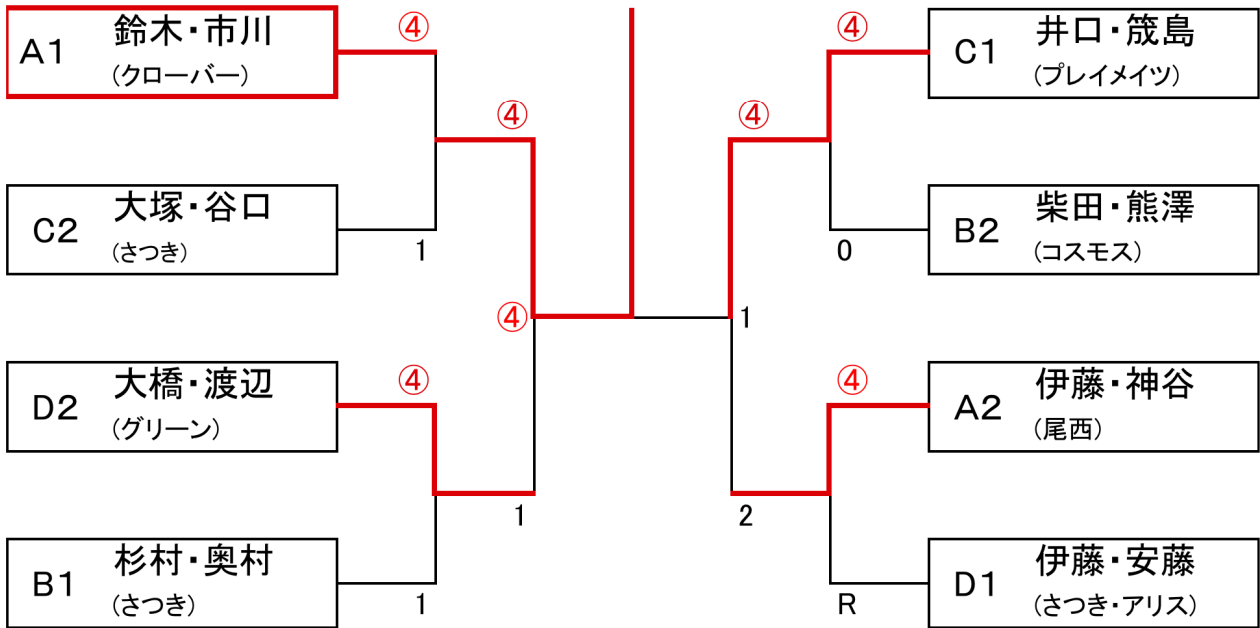 A1 鈴木・市川
(クローバー)
④
④
C2 大塚・谷口
(さつき)
1
④
D2 大橋・渡辺
(グリーン)
④
1
B1 杉村・奥村
(さつき)
1
④
C1 井口・筬島
(プレイメイツ)
④
B2 柴田・熊澤
(コスモス)
0
1
④
A2 伊藤・神谷
(尾西)
2
D1 伊藤・安藤
(さつき・アリス)
R